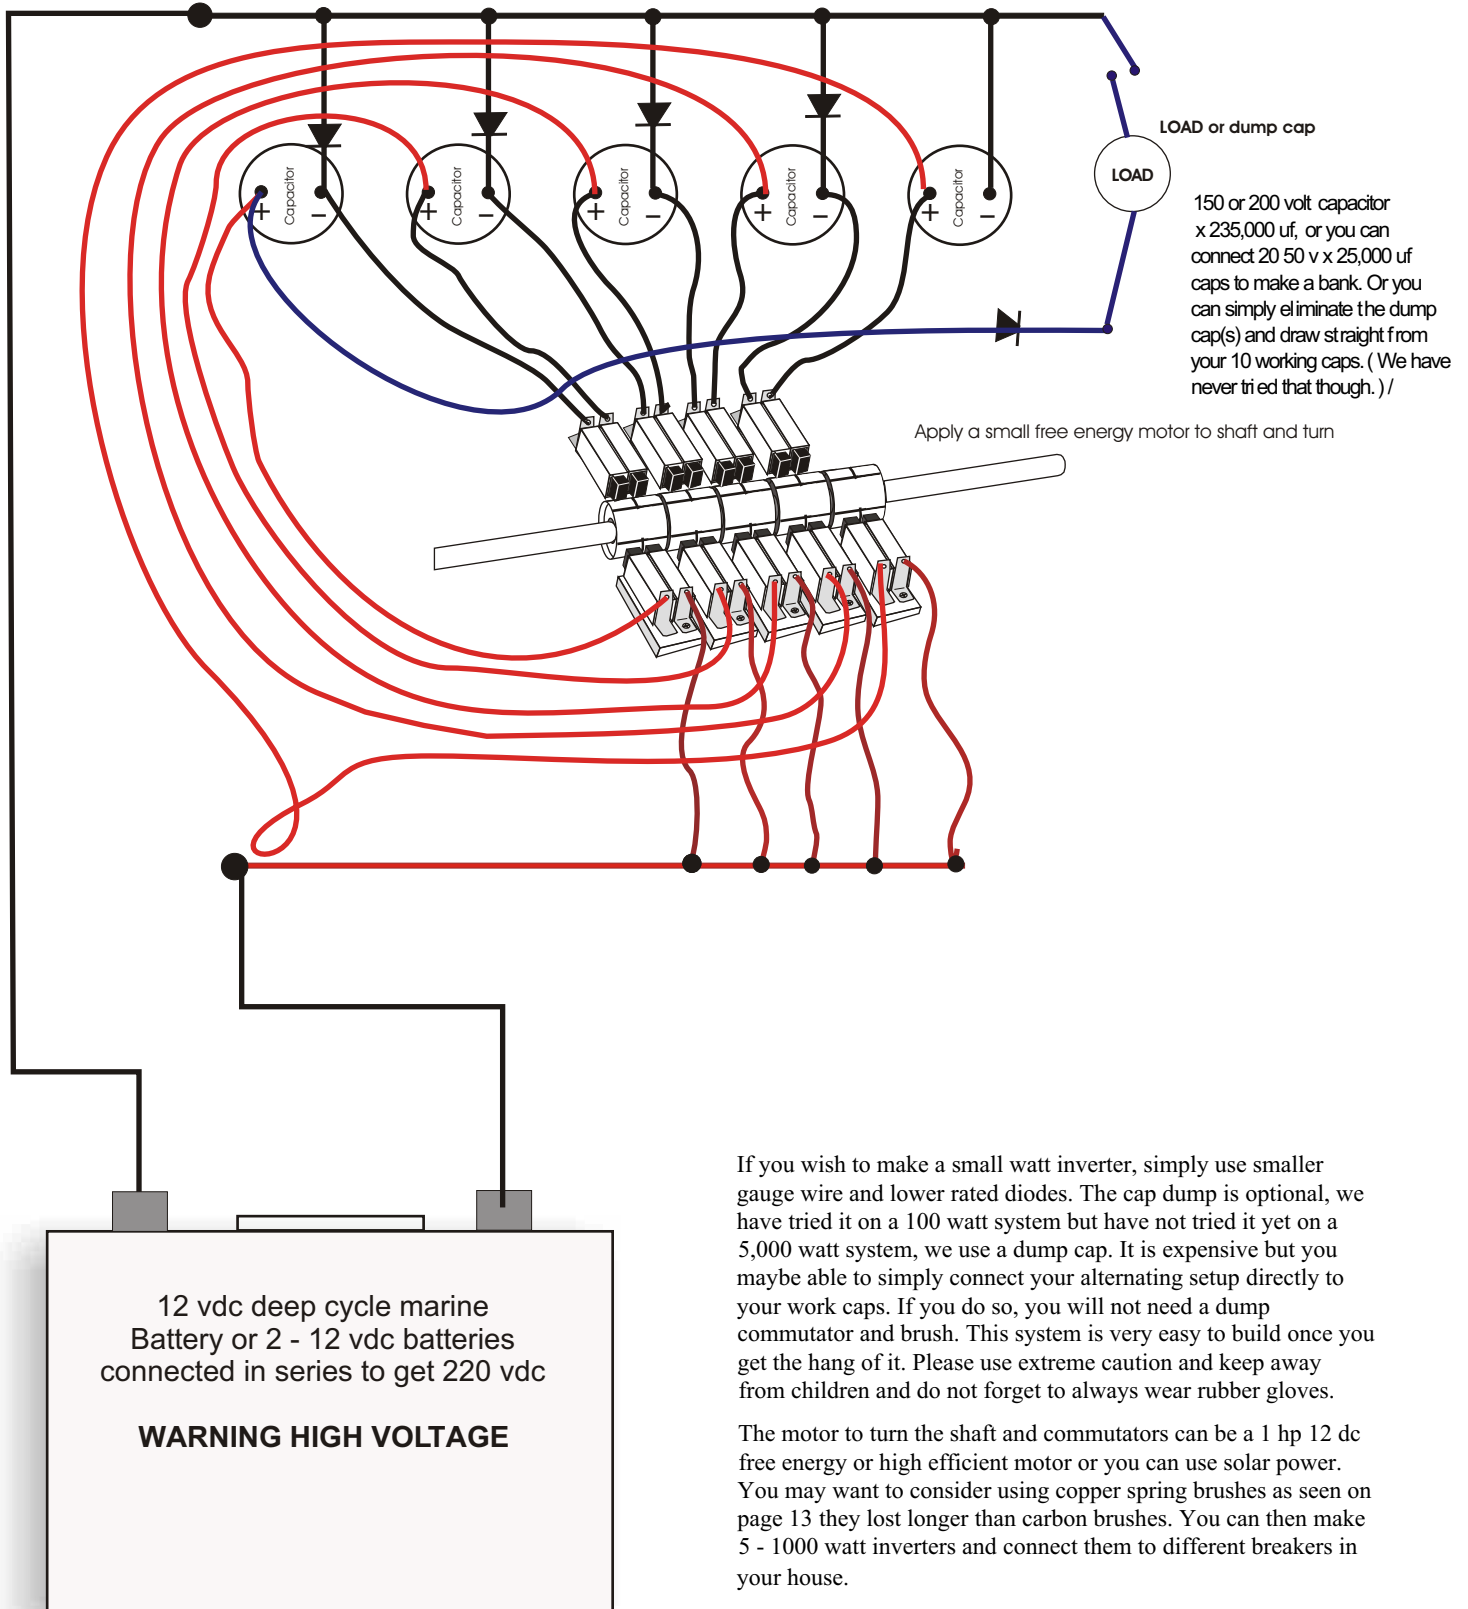 Capacitor
+
–
Capacitor
+
–
Capacitor
+
–
Capacitor
+
–
Capacitor
+
–
LOAD or dump cap
LOAD
150 or 200 volt capacitor
x 235,000 uf, or you can
connect 20 50 v x 25,000 uf
caps to make a bank. Or you
can simply eliminate the dump
cap(s) and draw straight from
your 10 working caps. ( We have
never tried that though. ) /
Apply a small free energy motor to shaft and turn
12 vdc deep cycle marine
Battery or 2 - 12 vdc batteries
connected in series to get 220 vdc
WARNING HIGH VOLTAGE
If you wish to make a small watt inverter, simply use smaller
gauge wire and lower rated diodes. The cap dump is optional, we
have tried it on a 100 watt system but have not tried it yet on a
5,000 watt system, we use a dump cap. It is expensive but you
maybe able to simply connect your alternating setup directly to
your work caps. If you do so, you will not need a dump
commutator and brush. This system is very easy to build once you
get the hang of it. Please use extreme caution and keep away
from children and do not forget to always wear rubber gloves.
The motor to turn the shaft and commutators can be a 1 hp 12 dc
free energy or high efficient motor or you can use solar power.
You may want to consider using copper spring brushes as seen on
page 13 they lost longer than carbon brushes. You can then make
5 - 1000 watt inverters and connect them to different breakers in
your house.